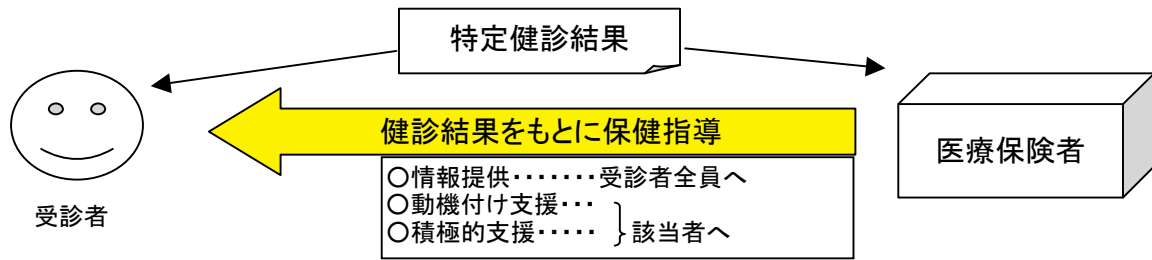 特定健診結果
健診結果をもとに保健指導
医療保険者
受診者
○情報提供・・・・・・・受診者全員へ
○動機付け支援・・・
○積極的支援・・・・・
該当者へ